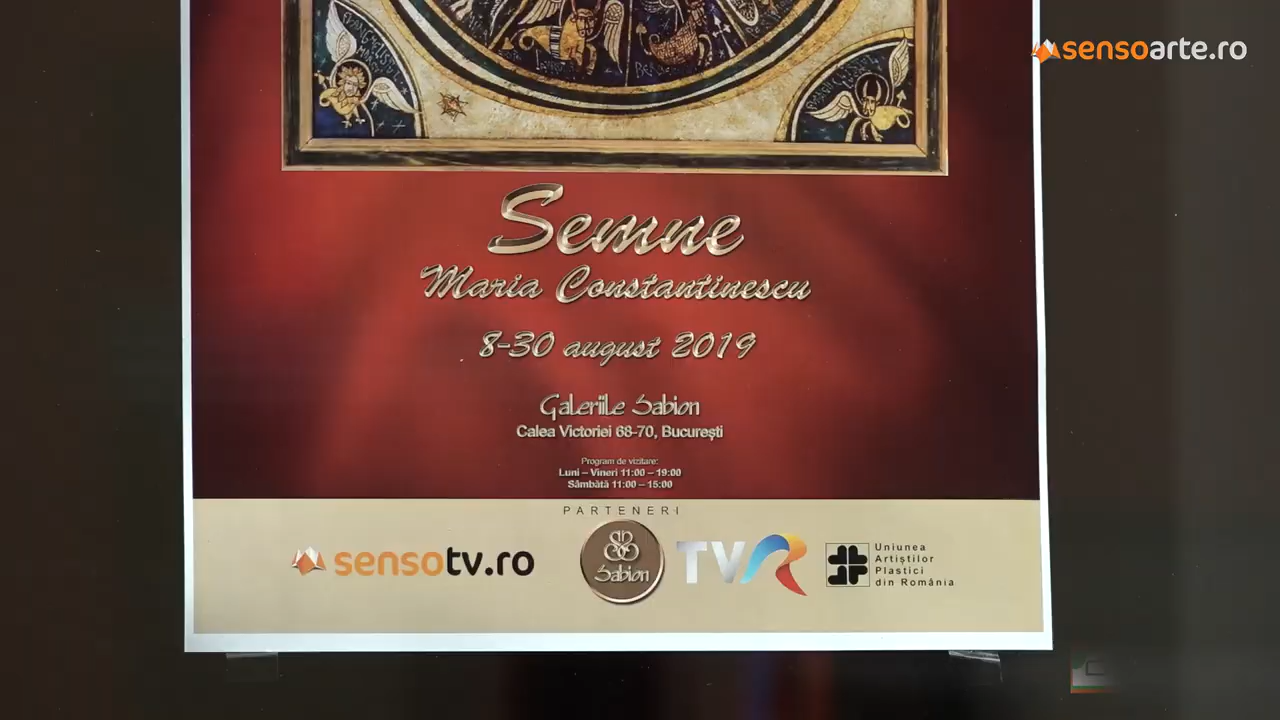 sensoarte.ro
Semne
Maria Constantinescu
8-30 august 2019
Galeriile Sabion
Calea Victoriei 68-70, București
Program de vizitare:
Luni – Vineri 11:00 – 19:00
Sâmbătă 11:00 – 15:00
PARTENERI
sensotv.ro
Sabion
TVR
Uniunea
Artiștilor
Plastici
din România